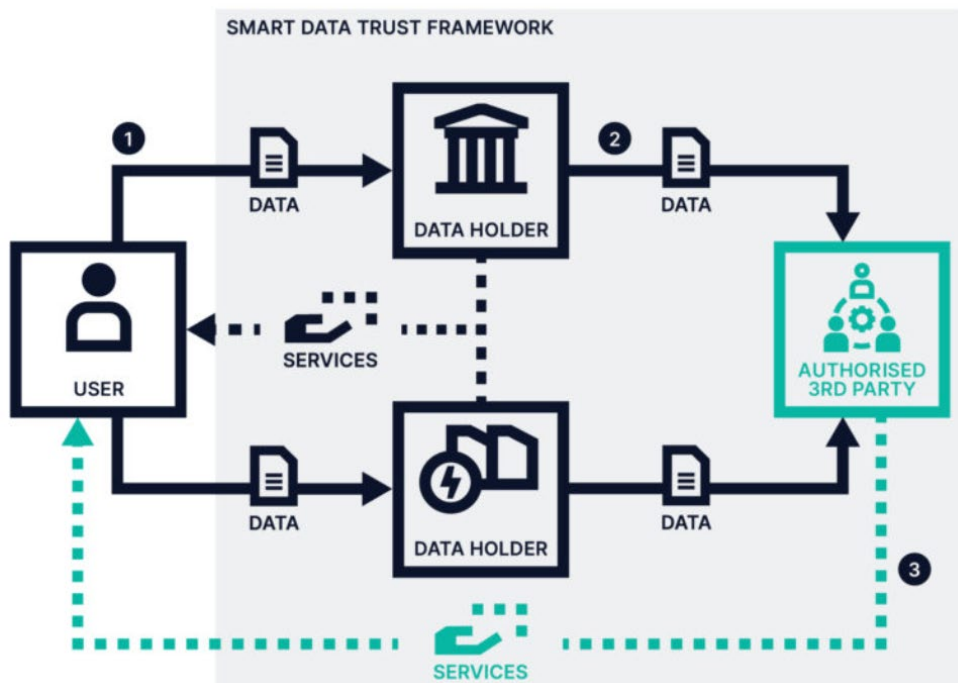 SMART DATA TRUST FRAMEWORK
1
2
DATA
DATA HOLDER
DATA
SERVICES
USER
AUTHORISED
3RD PARTY
DATA
DATA HOLDER
DATA
3
SERVICES